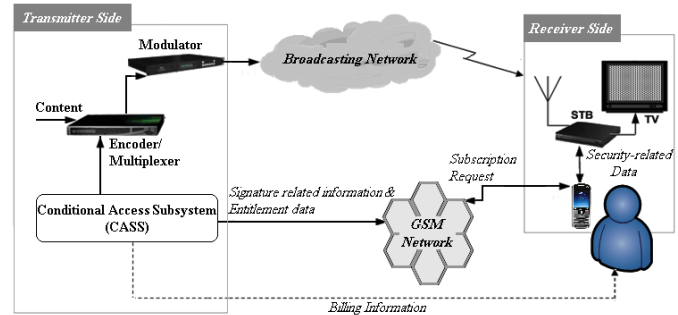 Transmitter Side
Modulator
Broadcasting Network
Receiver Side
Content
Encoder/
Multiplexer
STB
TV
Subscription
Request
Security-related
Data
Signature related information &
Entitlement data
Conditional Access Subsystem
(CASS)
GSM
Network
Billing Information